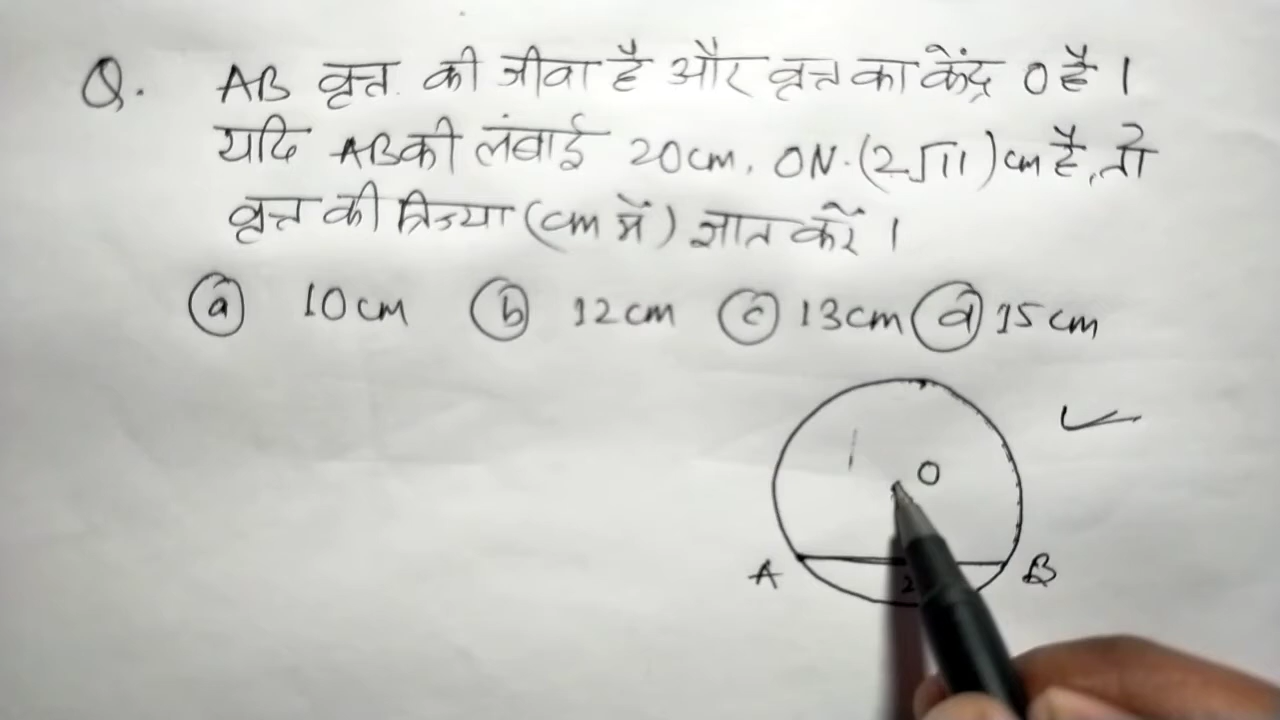 Q. AB वृत्त की जीवा है और वृत्त का केंद्र O है ।
यदि AB की लंबाई 20cm, ON.(2√11)cm है, तो
वृत्त की त्रिज्या (cm में) ज्ञात करें ।
(a) 10cm (b) 12cm (c) 13cm (d) 15cm
O
A B